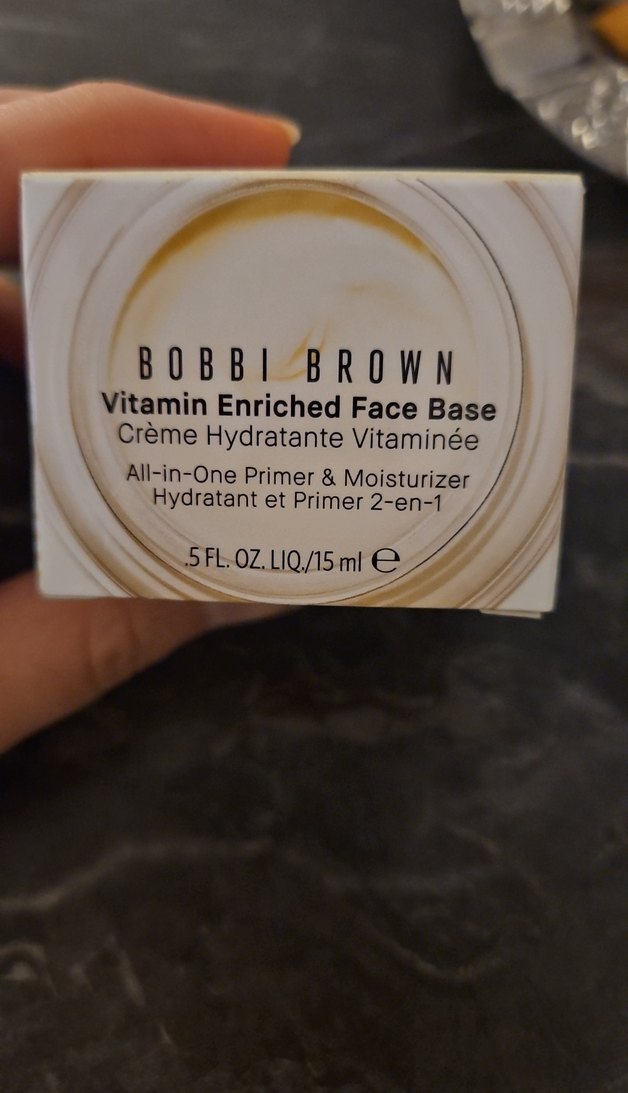 BOBBI BROWN
Vitamin Enriched Face Base
Crème Hydratante Vitaminée
All-in-One Primer & Moisturizer
Hydratant et Primer 2-en-1
.5 FL. OZ. LIQ./15 ml ℮